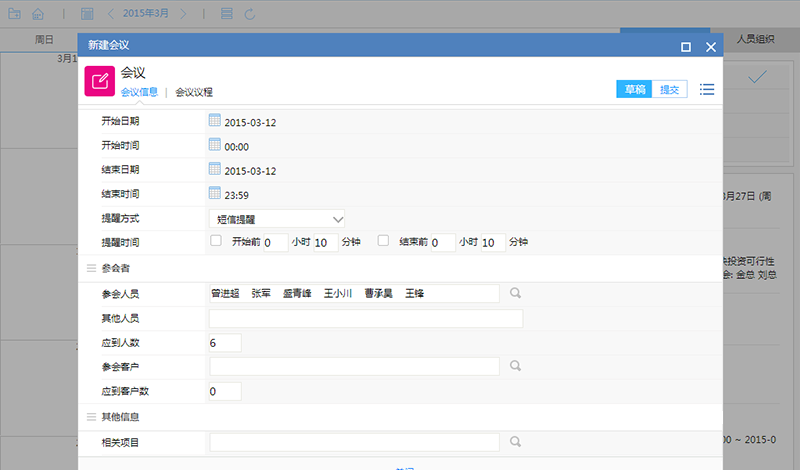 2015年3月
周日
人员组织
3月1
新建会议
会议
会议信息 | 会议议程
草稿 提交
开始日期 2015-03-12
开始时间 00:00
结束日期 2015-03-12
结束时间 23:59
提醒方式 短信提醒
提醒时间 开始前 0 小时 10 分钟 结束前 0 小时 10 分钟
参会者
参会人员 曾进超 张军 盛青峰 王小川 曹承昊 王锋
其他人员
应到人数 6
参会客户
应到客户数 0
其他信息
相关项目
月27日 (周
投资可行性
会: 金总 刘总
00 ~ 2015-0